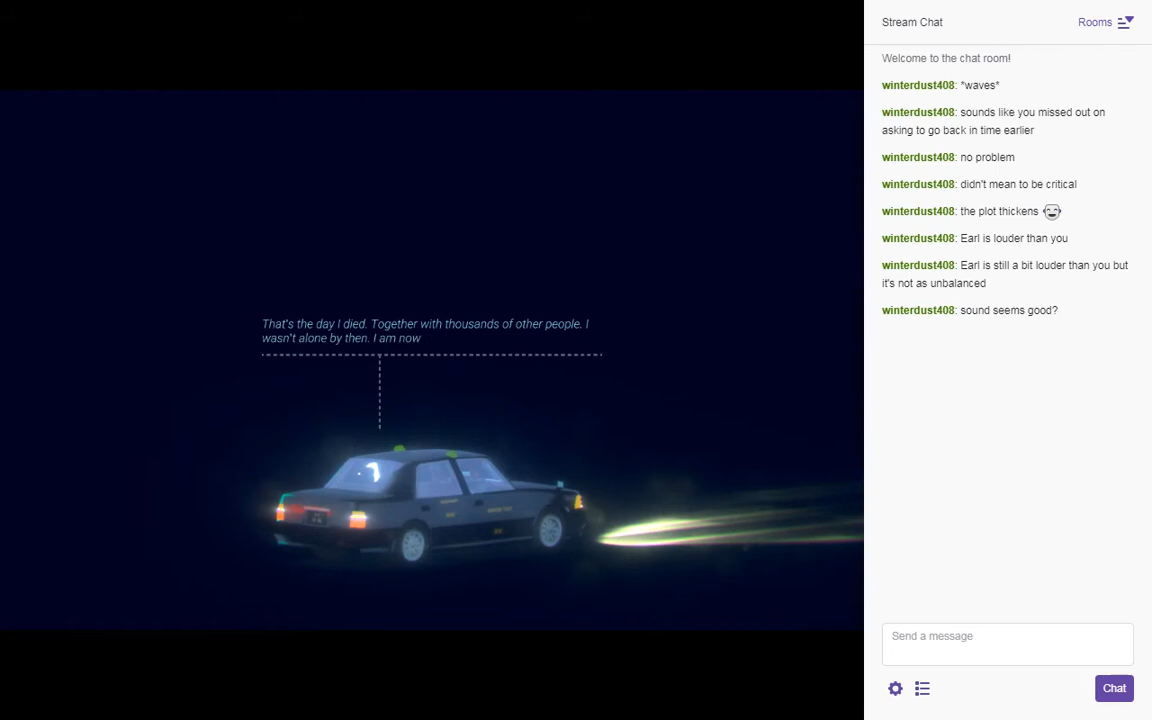 That's the day I died. Together with thousands of other people. I
wasn't alone by then. I am now
Stream Chat
Rooms
Welcome to the chat room!
winterdust408: *waves*
winterdust408: sounds like you missed out on
asking to go back in time earlier
winterdust408: no problem
winterdust408: didn't mean to be critical
winterdust408: the plot thickens
winterdust408: Earl is louder than you
winterdust408: Earl is still a bit louder than you but
it's not as unbalanced
winterdust408: sound seems good?
Send a message
Chat